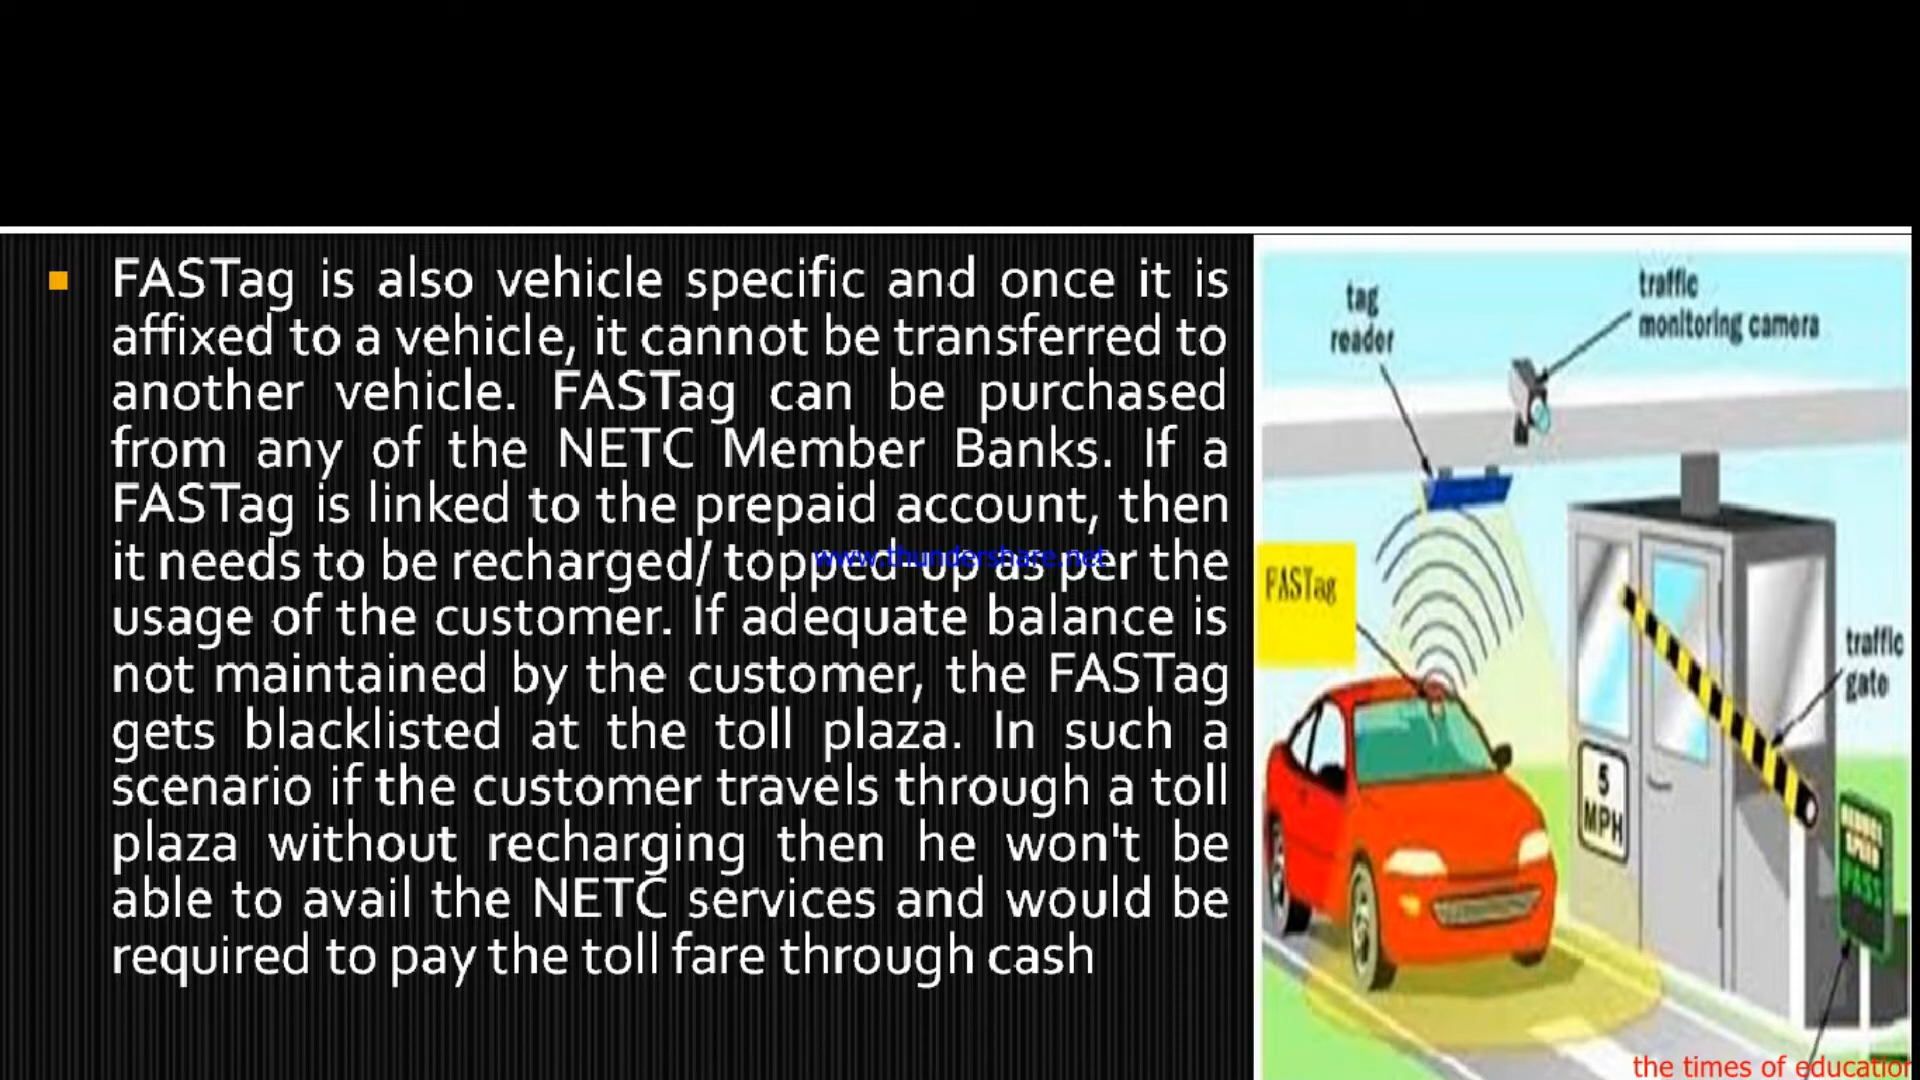 FASTag is also vehicle specific and once it is
affixed to a vehicle, it cannot be transferred to
another vehicle. FASTag can be purchased
from any of the NETC Member Banks. If a
FASTag is linked to the prepaid account, then
it needs to be recharged/ topped-up as per the
usage of the customer. If adequate balance is
not maintained by the customer, the FASTag
gets blacklisted at the toll plaza. In such a
scenario if the customer travels through a toll
plaza without recharging then he won't be
able to avail the NETC services and would be
required to pay the toll fare through cash
www.thundershare.net
tag
reader
traffic
monitoring camera
FASTag
traffic
gate
5
MPH
SPEED
PASS
the times of education